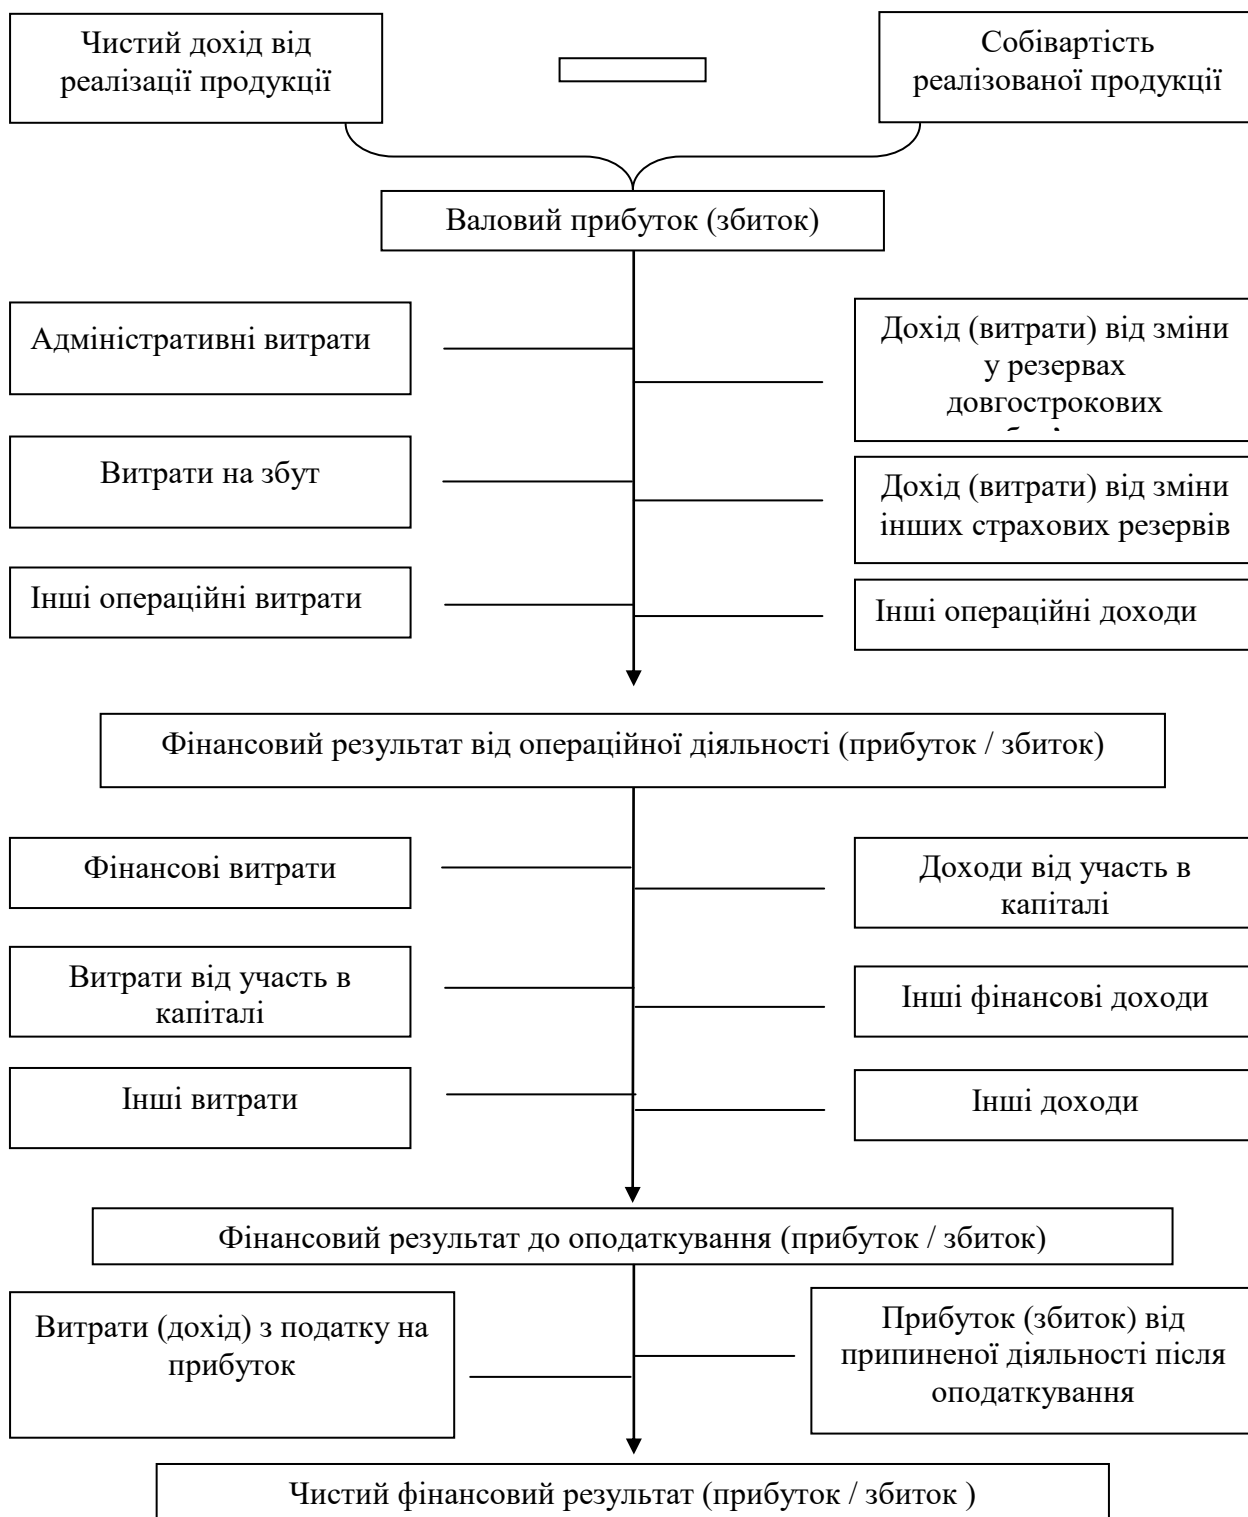 Чистий дохід від
реалізації продукції
Собівартість
реалізованої продукції
Валовий прибуток (збиток)
Адміністративні витрати
Дохід (витрати) від зміни
у резервах
довгострокових
Витрати на збут
Дохід (витрати) від зміни
інших страхових резервів
Інші операційні витрати
Інші операційні доходи
Фінансовий результат від операційної діяльності (прибуток / збиток)
Фінансові витрати
Доходи від участь в
капіталі
Витрати від участь в
капіталі
Інші фінансові доходи
Інші витрати
Інші доходи
Фінансовий результат до оподаткування (прибуток / збиток)
Витрати (дохід) з податку на
прибуток
Прибуток (збиток) від
припиненої діяльності після
оподаткування
Чистий фінансовий результат (прибуток / збиток )